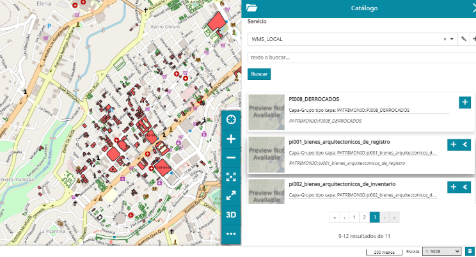 Catálogo
Servicio
WMS_LOCAL
texto a buscar...
Buscar
Preview Not Available
PI008_DERROCADOS
Capa-Grupo tipo capa: PATRIMONIO:PI008_DERROCADOS
PATRIMONIO:PI008_DERROCADOS
Preview Not Available
pi001_bienes_arquitectonicos_de_registro
Capa-Grupo tipo capa: PATRIMONIO:pi001_bienes_arquitectonicos_d...
PATRIMONIO:pi001_bienes_arquitectonicos_de_registro
Preview Not Available
pi002_bienes_arquitectonicos_de_inventario
Capa-Grupo tipo capa: PATRIMONIO:pi002_bienes_arquitectonicos_d...
« ‹ 1 2 3 › »
9-12 resultados de 11
3D
Elena
200 metros
Escala: